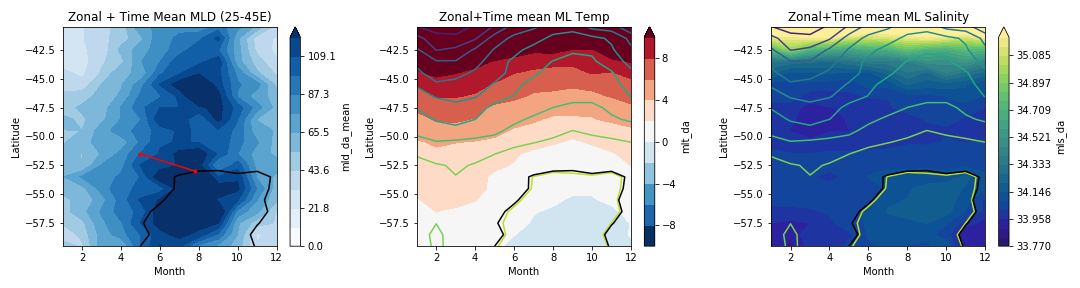 Zonal + Time Mean MLD (25-45E)
−42.5
−45.0
−47.5
−50.0
−52.5
−55.0
−57.5
Latitude
2 4 6 8 10 12
Month
109.1
87.3
65.5
43.6
21.8
0.0
mld_da_mean
Zonal+Time mean ML Temp
−42.5
−45.0
−47.5
−50.0
−52.5
−55.0
−57.5
Latitude
2 4 6 8 10 12
Month
8
4
0
−4
−8
mlt_da
Zonal+Time mean ML Salinity
−42.5
−45.0
−47.5
−50.0
−52.5
−55.0
−57.5
Latitude
2 4 6 8 10 12
Month
35.085
34.897
34.709
34.521
34.333
34.146
33.958
33.770
mls_da